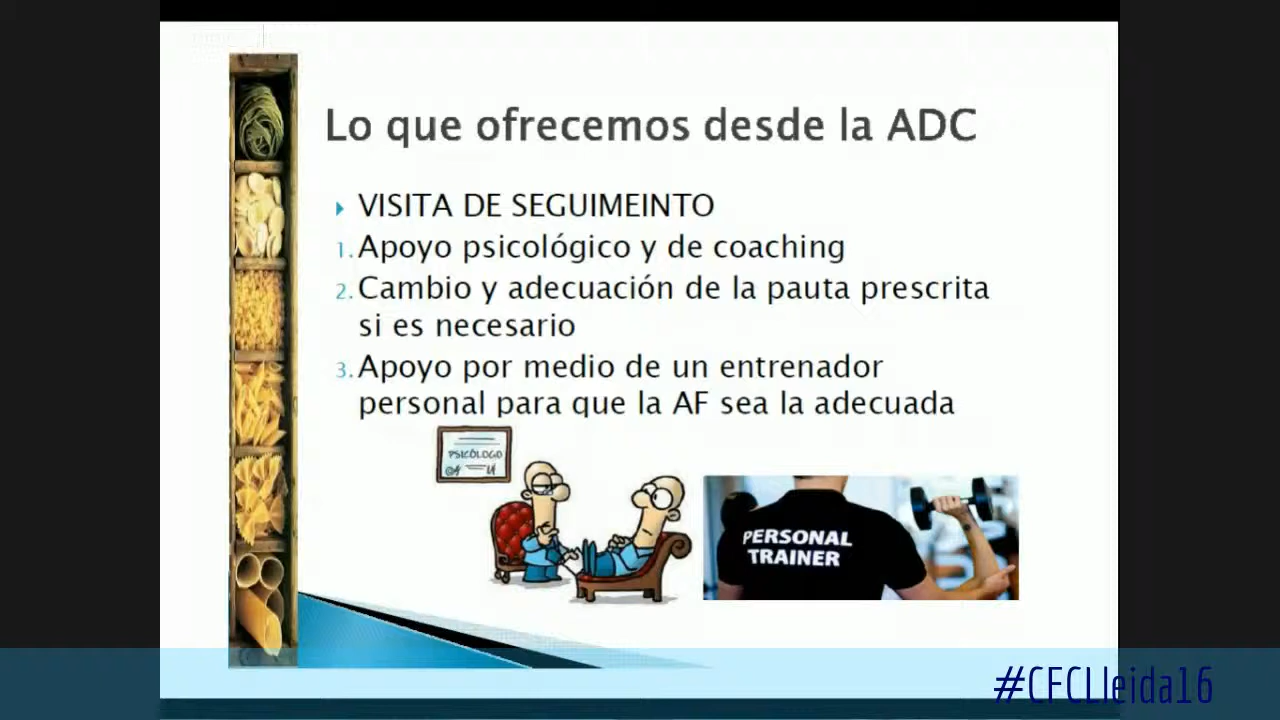 Lo que ofrecemos desde la ADC
VISITA DE SEGUIMEINTO
1. Apoyo psicológico y de coaching
2. Cambio y adecuación de la pauta prescrita
si es necesario
3. Apoyo por medio de un entrenador
personal para que la AF sea la adecuada
PSICÓLOGO
PERSONAL
TRAINER
#CFCLleida16